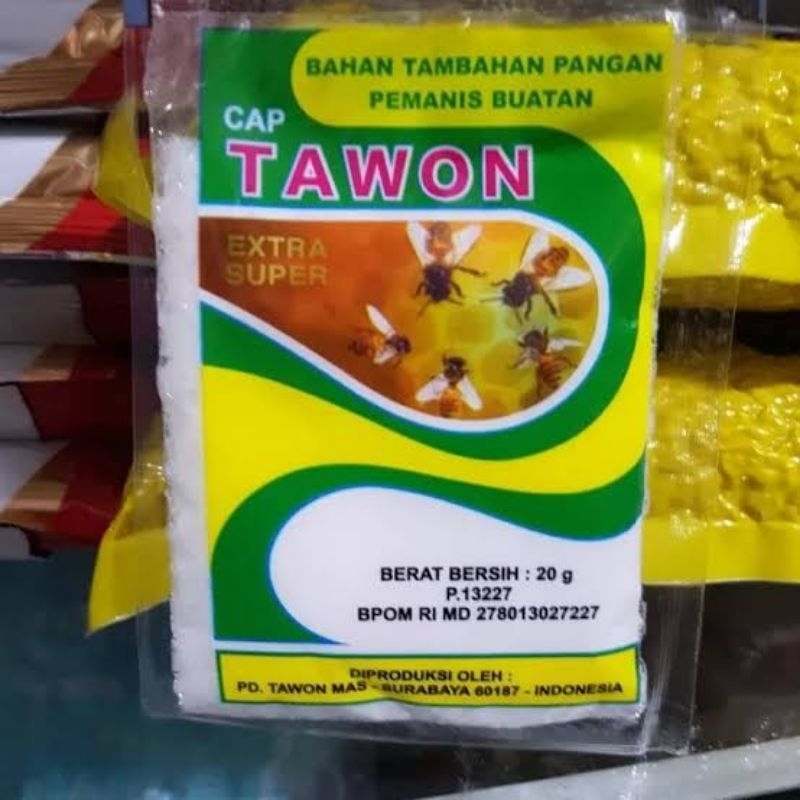 BAHAN TAMBAHAN PANGAN
PEMANIS BUATAN
CAP
TAWON
EXTRA
SUPER
BERAT BERSIH : 20 g
P.13227
BPOM RI MD 278013027227
DIPRODUKSI OLEH :
PD. TAWON MAS - SURABAYA 60187 - INDONESIA